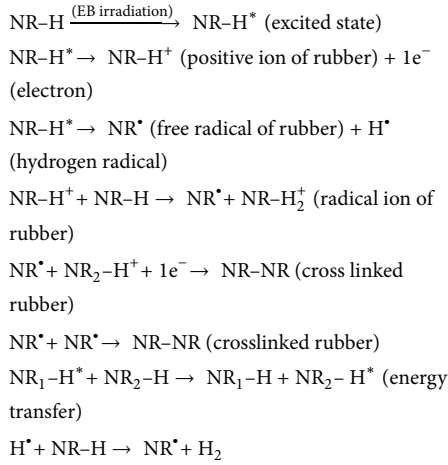 NR–H —(EB irradiation)→ NR–H* (excited state)
NR–H* → NR–H⁺ (positive ion of rubber) + 1e⁻
(electron)
NR–H* → NR• (free radical of rubber) + H•
(hydrogen radical)
NR–H⁺ + NR–H → NR• + NR–H₂⁺ (radical ion of
rubber)
NR• + NR₂–H⁺ + 1e⁻ → NR–NR (cross linked
rubber)
NR• + NR• → NR–NR (crosslinked rubber)
NR₁–H* + NR₂–H → NR₁–H + NR₂– H* (energy
transfer)
H• + NR–H → NR• + H₂